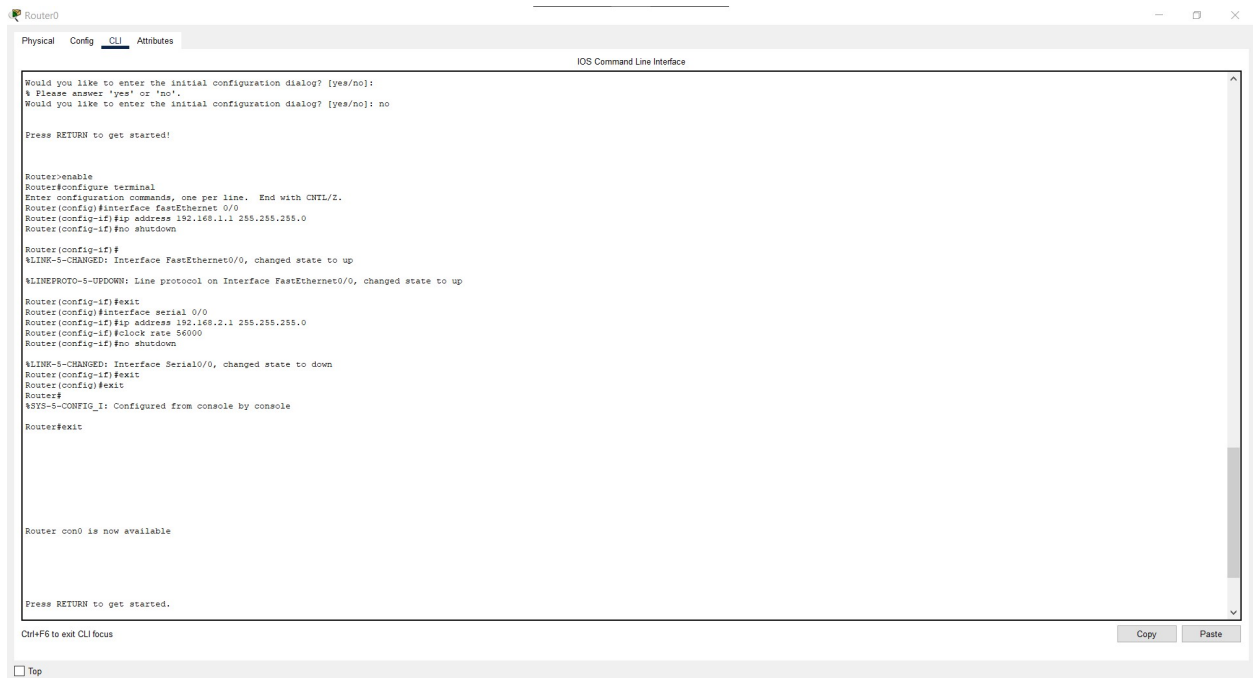 Router0
Physical Config CLI Attributes
IOS Command Line Interface
Would you like to enter the initial configuration dialog? [yes/no]:
% Please answer 'yes' or 'no'.
Would you like to enter the initial configuration dialog? [yes/no]: no
Press RETURN to get started!
Router>enable
Router#configure terminal
Enter configuration commands, one per line.  End with CNTL/Z.
Router(config)#interface fastEthernet 0/0
Router(config-if)#ip address 192.168.1.1 255.255.255.0
Router(config-if)#no shutdown
Router(config-if)#
%LINK-5-CHANGED: Interface FastEthernet0/0, changed state to up
%LINEPROTO-5-UPDOWN: Line protocol on Interface FastEthernet0/0, changed state to up
Router(config-if)#exit
Router(config)#interface serial 0/0
Router(config-if)#ip address 192.168.2.1 255.255.255.0
Router(config-if)#clock rate 56000
Router(config-if)#no shutdown
%LINK-5-CHANGED: Interface Serial0/0, changed state to down
Router(config-if)#exit
Router(config)#exit
Router#
%SYS-5-CONFIG_I: Configured from console by console
Router#exit
Router con0 is now available
Press RETURN to get started.
Ctrl+F6 to exit CLI focus
Copy Paste
Top